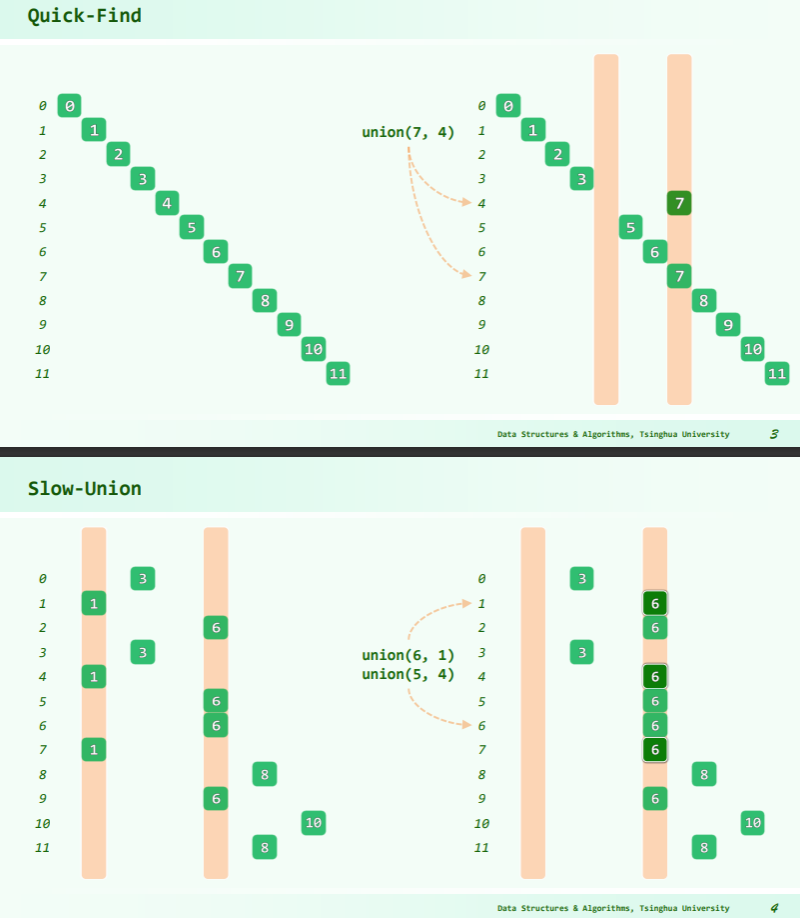 Quick-Find
0 0 0 0
1 1 union(7, 4) 1 1
2 2 2 2
3 3 3 3
4 4 4 7
5 5 5 5
6 6 6 6
7 7 7 7
8 8 8 8
9 9 9 9
10 10 10 10
11 11 11 11
Data Structures & Algorithms, Tsinghua University 3
Slow-Union
0 3 0 3
1 1 1 6
2 6 2 6
3 3 union(6, 1) 3 3
4 1 union(5, 4) 4 6
5 6 5 6
6 6 6 6
7 1 7 6
8 8 8 8
9 6 9 6
10 10 10 10
11 8 11 8
Data Structures & Algorithms, Tsinghua University 4